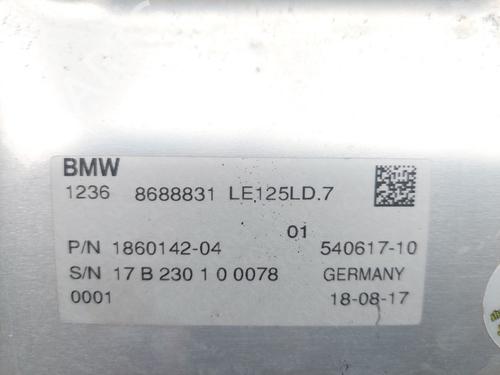 BMW
1236 8688831 LE125LD.7
01
P/N 1860142-04 540617-10
S/N 17 B 230 1 0 0078 GERMANY
0001 18-08-17